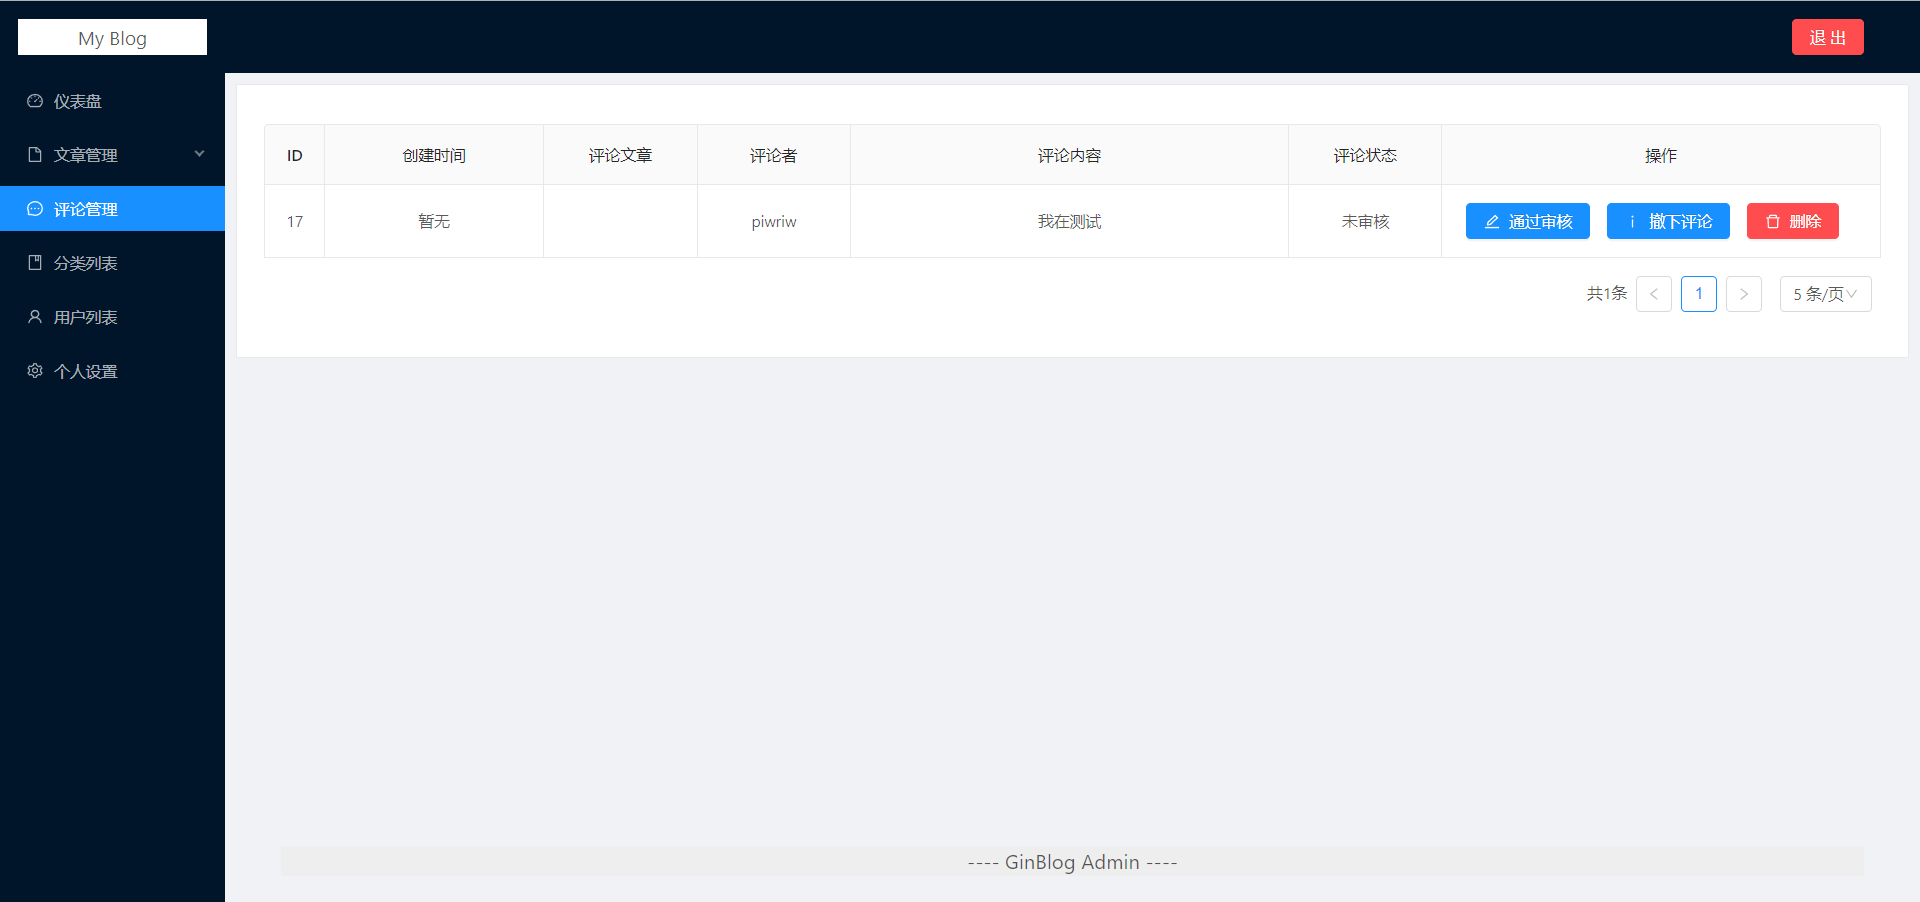 My Blog
退 出
仪表盘
文章管理
评论管理
分类列表
用户列表
个人设置
ID 创建时间 评论文章 评论者 评论内容 评论状态 操作
17 暂无 piwriw 我在测试 未审核 通过审核 撤下评论 删除
共1条 < 1 > 5 条/页
---- GinBlog Admin ----